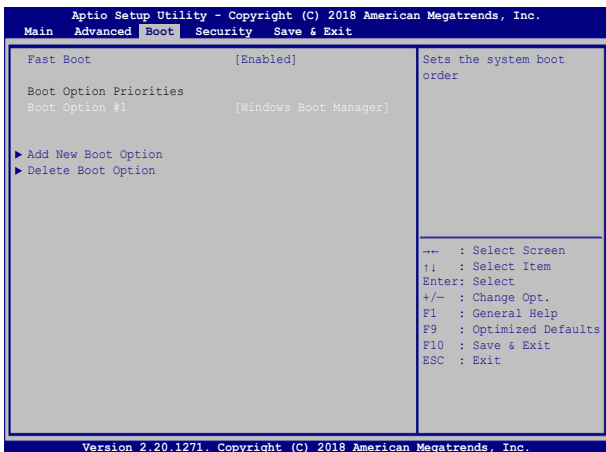 Aptio Setup Utility - Copyright (C) 2018 American Megatrends, Inc.
Main Advanced Boot Security Save & Exit
Fast Boot [Enabled]
Boot Option Priorities
Boot Option #1 [Windows Boot Manager]
▶ Add New Boot Option
▶ Delete Boot Option
Sets the system boot
order
→← : Select Screen
↑↓ : Select Item
Enter: Select
+/— : Change Opt.
F1 : General Help
F9 : Optimized Defaults
F10 : Save & Exit
ESC : Exit
Version 2.20.1271. Copyright (C) 2018 American Megatrends, Inc.